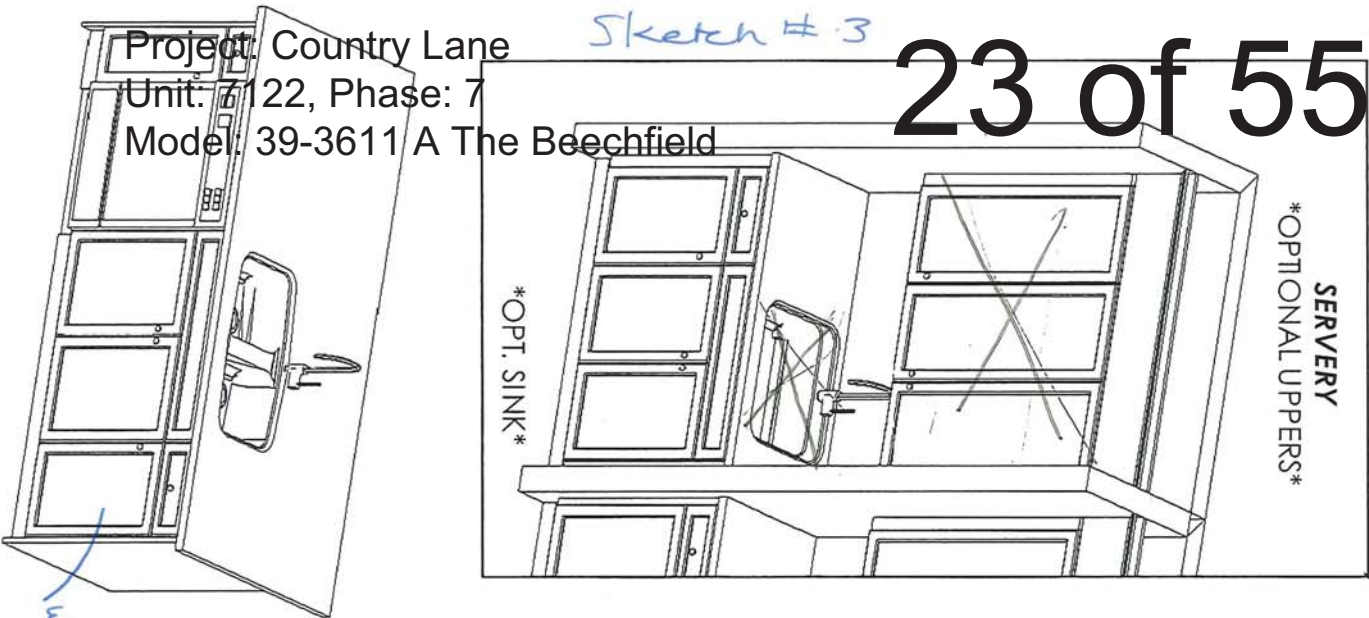 Sketch # 3
23 of 55
Project: Country Lane
Unit: 7122, Phase: 7
Model: 39-3611 A The Beechfield
SERVERY
*OPTIONAL UPPERS*
*OPT. SINK*